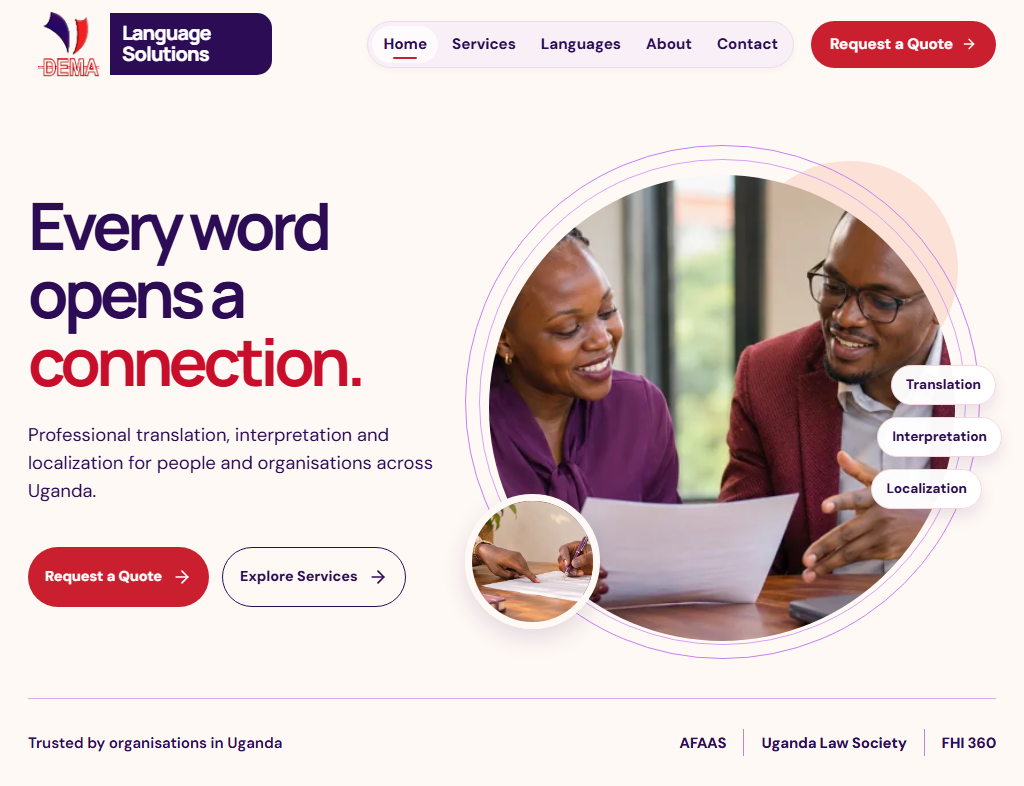 DEMA
Language
Solutions
Home
Services
Languages
About
Contact
Request a Quote
Every word
opens a
connection.
Professional translation, interpretation and
localization for people and organisations across
Uganda.
Translation
Interpretation
Localization
Request a Quote
Explore Services
Trusted by organisations in Uganda
AFAAS
Uganda Law Society
FHI 360